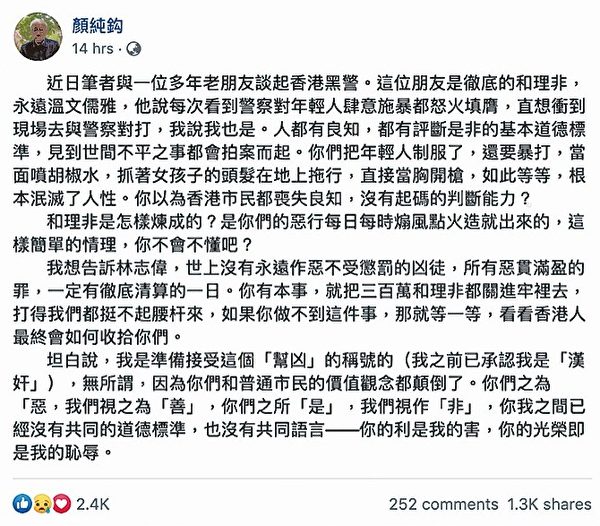 顏純鈎
14 hrs ·
近日筆者與一位多年老朋友談起香港黑警。這位朋友是徹底的和理非，
永遠溫文儒雅，他說每次看到警察對年輕人肆意施暴都怒火填膺，直想衝到
現場去與警察對打，我說我也是。人都有良知，都有評斷是非的基本道德標
準，見到世間不平之事都會拍案而起。你們把年輕人制服了，還要暴打，當
面噴胡椒水，抓著女孩子的頭髮在地上拖行，直接當胸開槍，如此等等，根
本泯滅了人性。你以為香港市民都喪失良知，沒有起碼的判斷能力？
和理非是怎樣煉成的？是你們的惡行每日每時煽風點火造就出來的，這
樣簡單的情理，你不會不懂吧？
我想告訴林志偉，世上沒有永遠作惡不受懲罰的凶徒，所有惡貫滿盈的
罪，一定有徹底清算的一日。你有本事，就把三百萬和理非都關進牢裡去，
打得我們都挺不起腰杆來，如果你做不到這件事，那就等一等，看看香港人
最終會如何收拾你們。
坦白說，我是準備接受這個「幫凶」的稱號的（我之前已承認我是「漢
奸」），無所謂，因為你們和普通市民的價值觀念都顛倒了。你們之為
「惡，我們視之為「善」，你們之所「是」，我們視作「非」，你我之間已
經沒有共同的道德標準，也沒有共同語言——你的利是我的害，你的光榮即
是我的恥辱。
2.4K
252 comments 1.3K shares